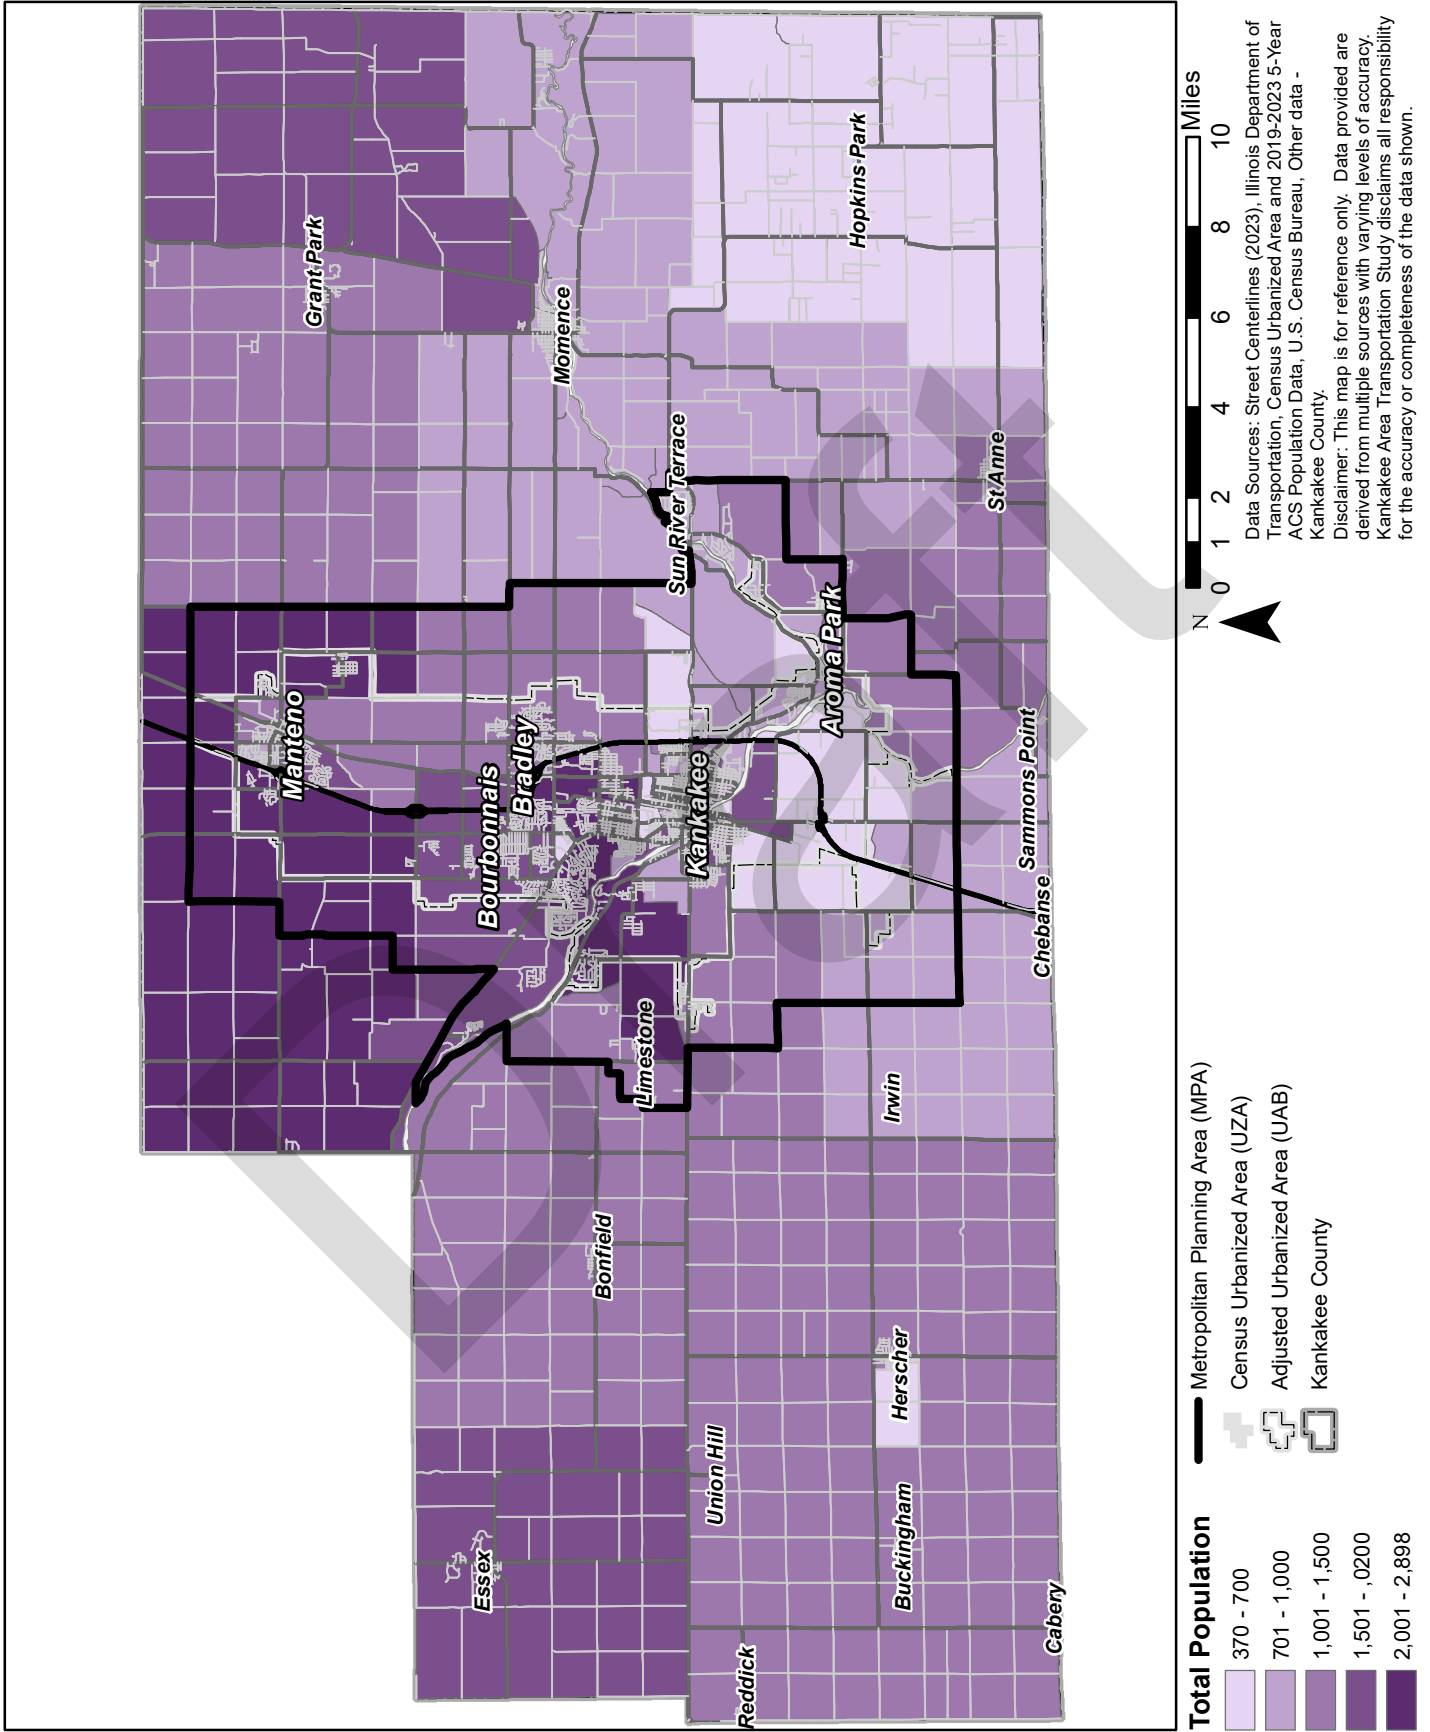 Grant Park
Momence
Hopkins Park
Sun River Terrace
St Anne
Manteno
Bradley
Bourbonnais
Kankakee
Aroma Park
Sammons Point
Chebanse
Limestone
Irwin
Bonfield
Herscher
Essex
Union Hill
Buckingham
Reddick
Cabery
Draft
Total Population
370 - 700
701 - 1,000
1,001 - 1,500
1,501 - ,0200
2,001 - 2,898
Metropolitan Planning Area (MPA)
Census Urbanized Area (UZA)
Adjusted Urbanized Area (UAB)
Kankakee County
N
0 1 2 4 6 8 10
Miles
Data Sources: Street Centerlines (2023), Illinois Department of
Transportation, Census Urbanized Area and 2019-2023 5-Year
ACS Population Data, U.S. Census Bureau, Other data -
Kankakee County.
Disclaimer: This map is for reference only. Data provided are
derived from multiple sources with varying levels of accuracy.
Kankakee Area Transportation Study disclaims all responsibility
for the accuracy or completeness of the data shown.